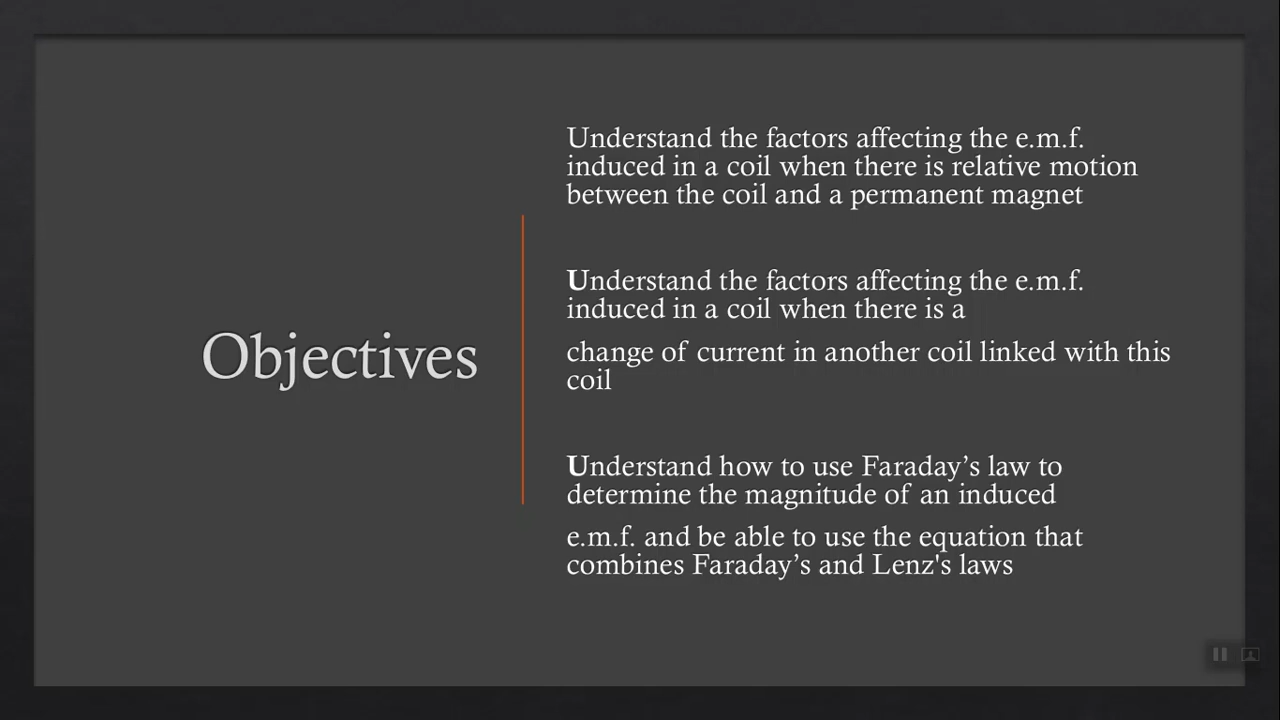 Objectives
Understand the factors affecting the e.m.f.
induced in a coil when there is relative motion
between the coil and a permanent magnet
Understand the factors affecting the e.m.f.
induced in a coil when there is a
change of current in another coil linked with this
coil
Understand how to use Faraday’s law to
determine the magnitude of an induced
e.m.f. and be able to use the equation that
combines Faraday’s and Lenz's laws